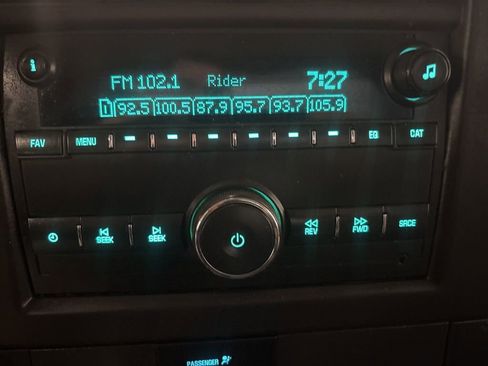 i
FM 102.1 Rider 7:27
1 92.5 100.5 87.9 95.7 93.7 105.9
FAV MENU EQ CAT
SEEK SEEK REV FWD SRCE
PASSENGER